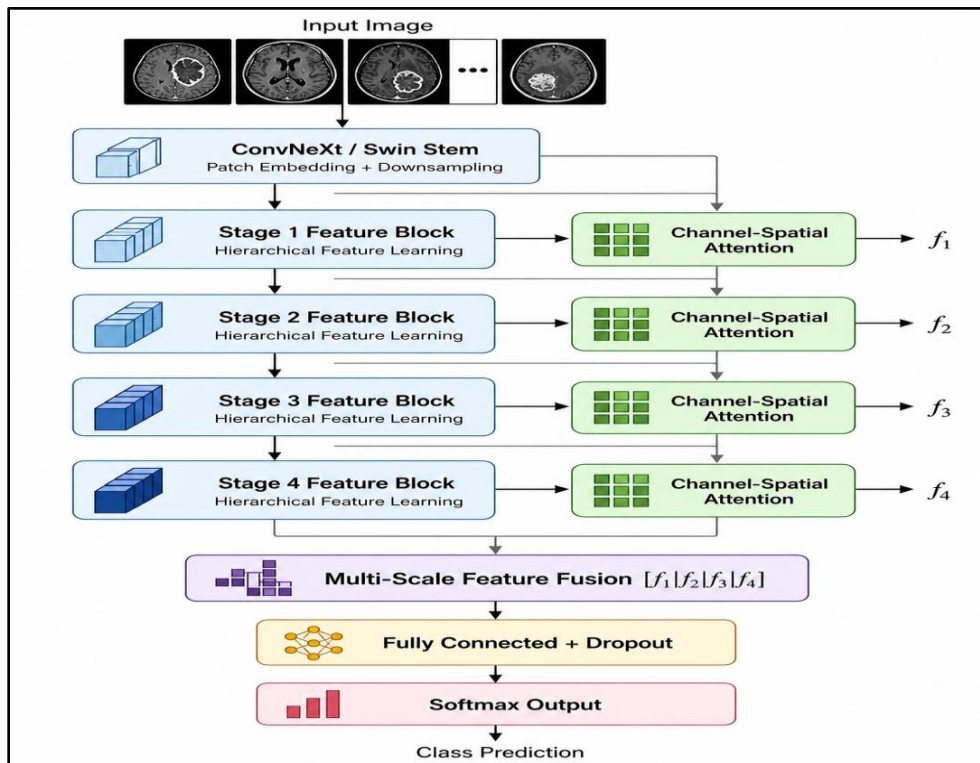 Input Image
...
ConvNeXt / Swin Stem
Patch Embedding + Downsampling
Stage 1 Feature Block
Hierarchical Feature Learning
Channel-Spatial
Attention
f1
Stage 2 Feature Block
Hierarchical Feature Learning
Channel-Spatial
Attention
f2
Stage 3 Feature Block
Hierarchical Feature Learning
Channel-Spatial
Attention
f3
Stage 4 Feature Block
Hierarchical Feature Learning
Channel-Spatial
Attention
f4
Multi-Scale Feature Fusion [f1|f2|f3|f4]
Fully Connected + Dropout
Softmax Output
Class Prediction